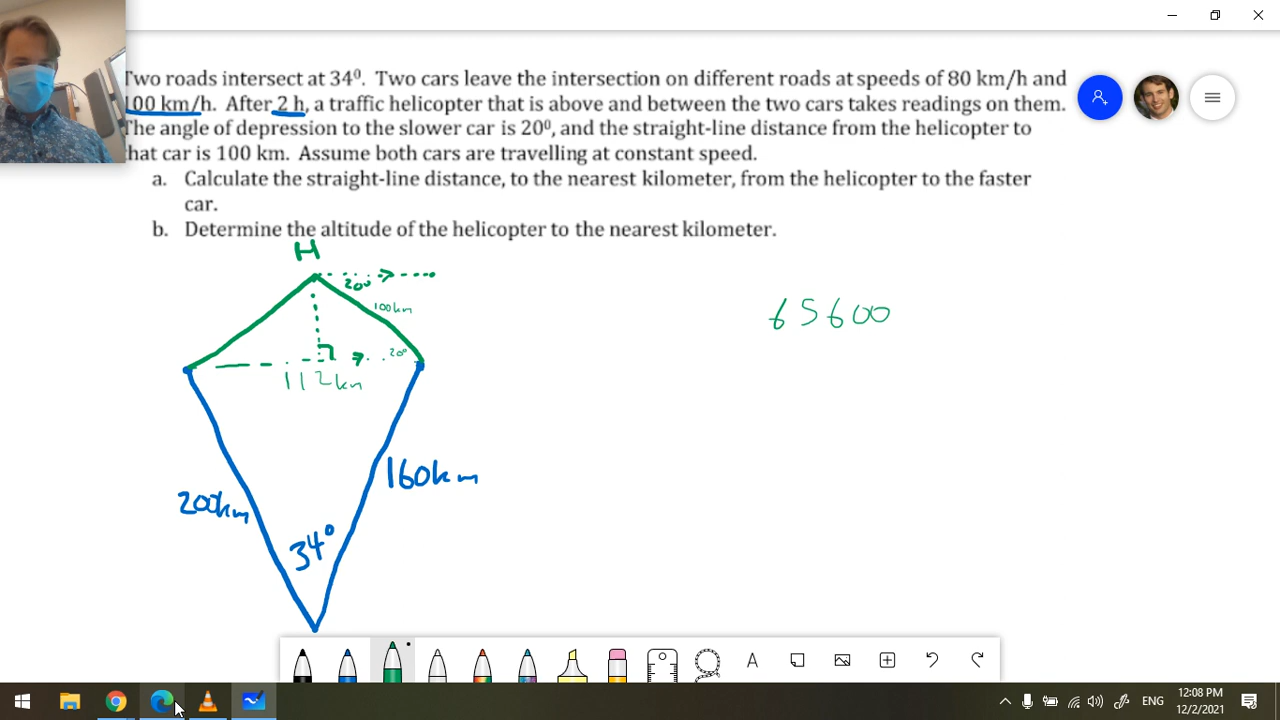 Two roads intersect at 34⁰. Two cars leave the intersection on different roads at speeds of 80 km/h and
100 km/h. After 2 h, a traffic helicopter that is above and between the two cars takes readings on them.
The angle of depression to the slower car is 20⁰, and the straight-line distance from the helicopter to
that car is 100 km. Assume both cars are travelling at constant speed.
a. Calculate the straight-line distance, to the nearest kilometer, from the helicopter to the faster
car.
b. Determine the altitude of the helicopter to the nearest kilometer.
H
20°
100km
65600
20°
112km
160km
200km
34°
A
ENG
12:08 PM
12/2/2021